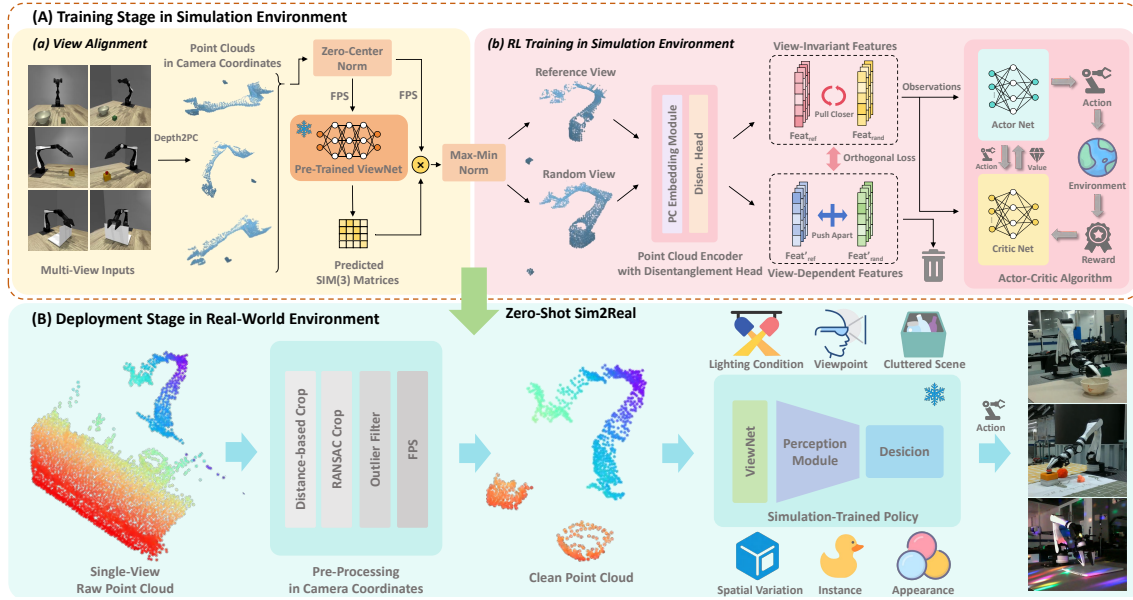 (A) Training Stage in Simulation Environment
(a) View Alignment
Point Clouds
in Camera Coordinates
Depth2PC
Multi-View Inputs
Zero-Center
Norm
FPS
FPS
Pre-Trained ViewNet
Predicted
SIM(3) Matrices
Max-Min
Norm
(b) RL Training in Simulation Environment
Reference View
Random View
PC Embedding Module
Disen. Head
Point Cloud Encoder
with Disentanglement Head
View-Invariant Features
Pull Closer
Feat_ref
Feat_rand
Orthogonal Loss
Push Apart
Feat'_ref
Feat'_rand
View-Dependent Features
Observations
Actor Net
Action
Action
Value
Environment
Critic Net
Reward
Actor-Critic Algorithm
(B) Deployment Stage in Real-World Environment
Zero-Shot Sim2Real
Single-View
Raw Point Cloud
Distance-based Crop
RANSAC Crop
Outlier Filter
FPS
Pre-Processing
in Camera Coordinates
Clean Point Cloud
Lighting Condition
Viewpoint
Cluttered Scene
ViewNet
Perception
Module
Desicion
Simulation-Trained Policy
Spatial Variation
Instance
Appearance
Action